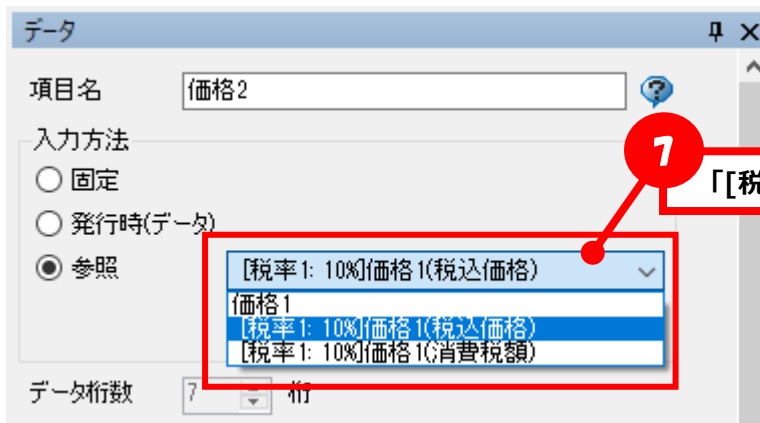 データ
項目名 価格2
入力方法
固定
発行時(データ)
1
「[税
参照 [税率1: 10%]価格1(税込価格)
価格1
[税率1: 10%]価格1(税込価格)
[税率1: 10%]価格1(消費税額)
データ桁数 7 桁